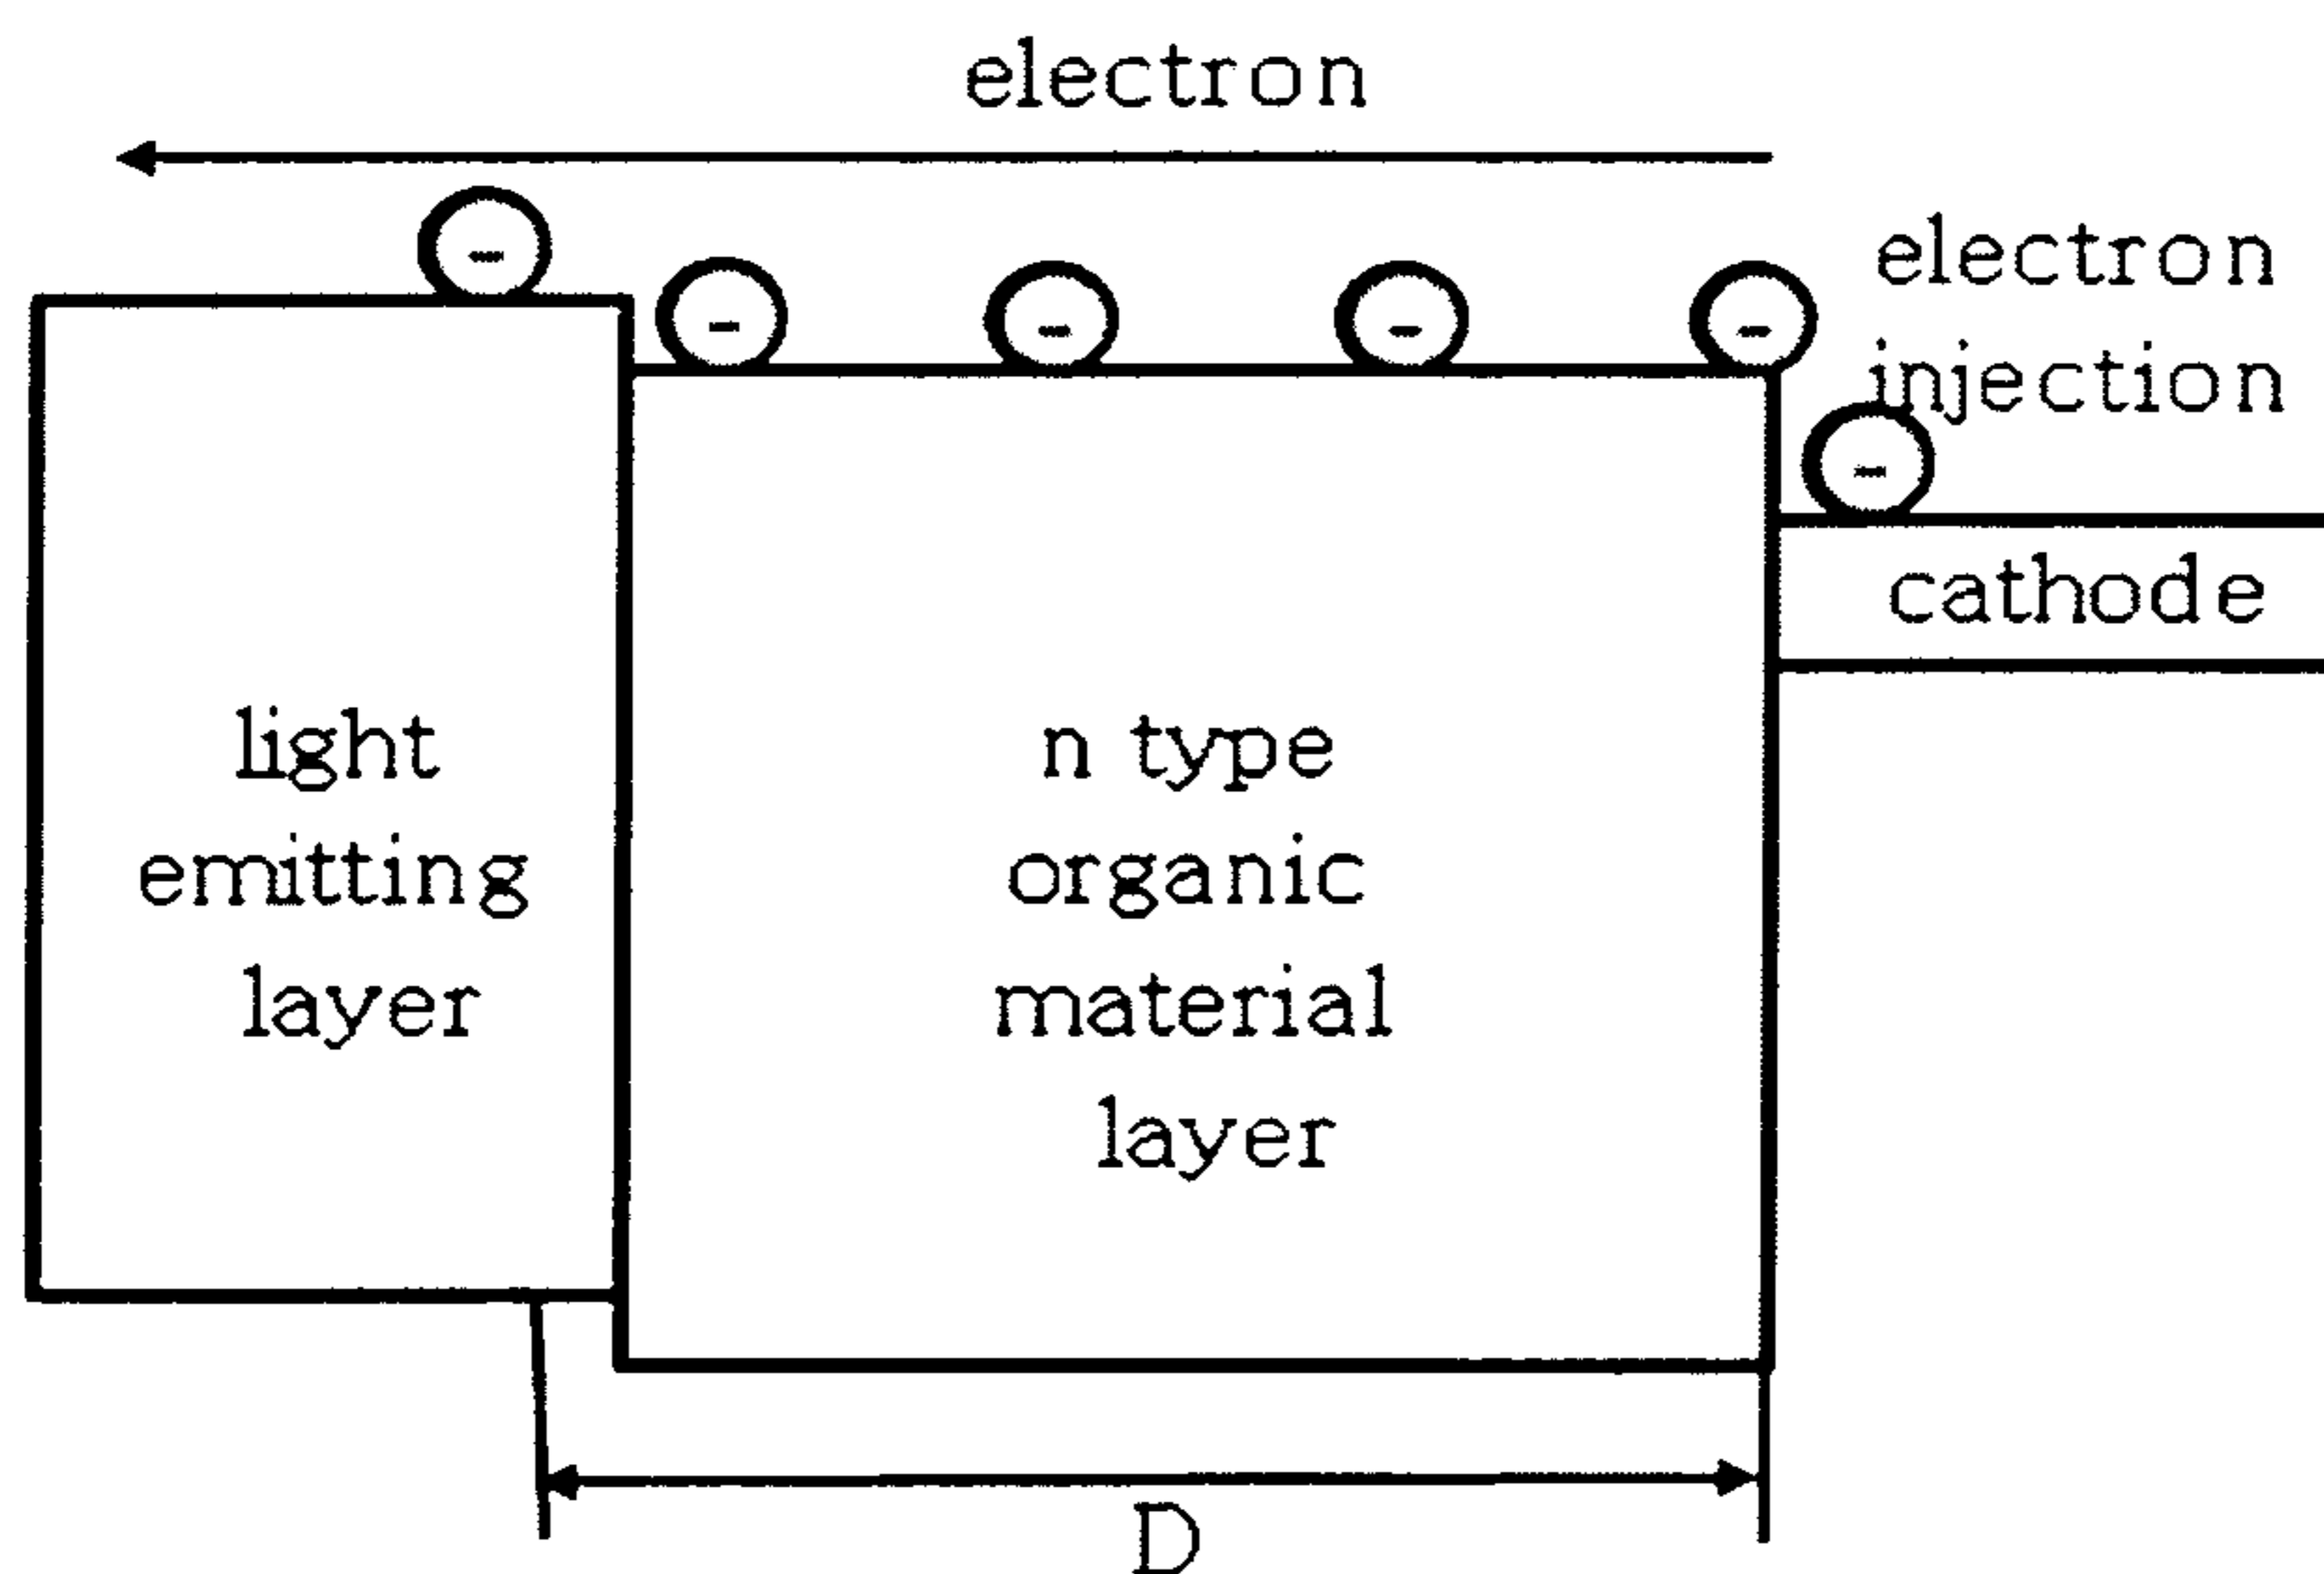 electron
electron
injection
-
-
-
-
-
-
cathode
light
emitting
layer
n type
organic
material
layer
D